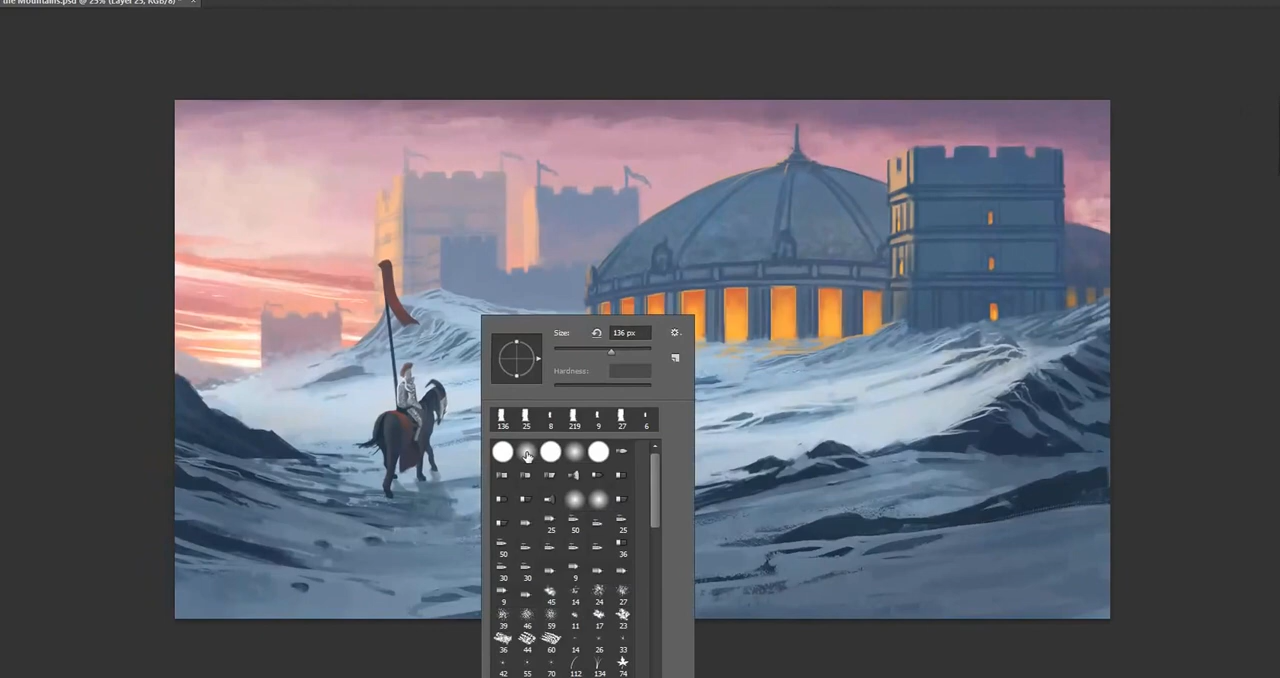 the Mountains.psd @ 25% (Layer 25, RGB/8) * ×
Size: 136 px
Hardness:
136 25 8 219 9 27 6
25 50 25
50 36
30 30 9
9 45 14 24 27
39 46 59 11 17 23
36 44 60 14 26 33
42 55 70 112 134 74